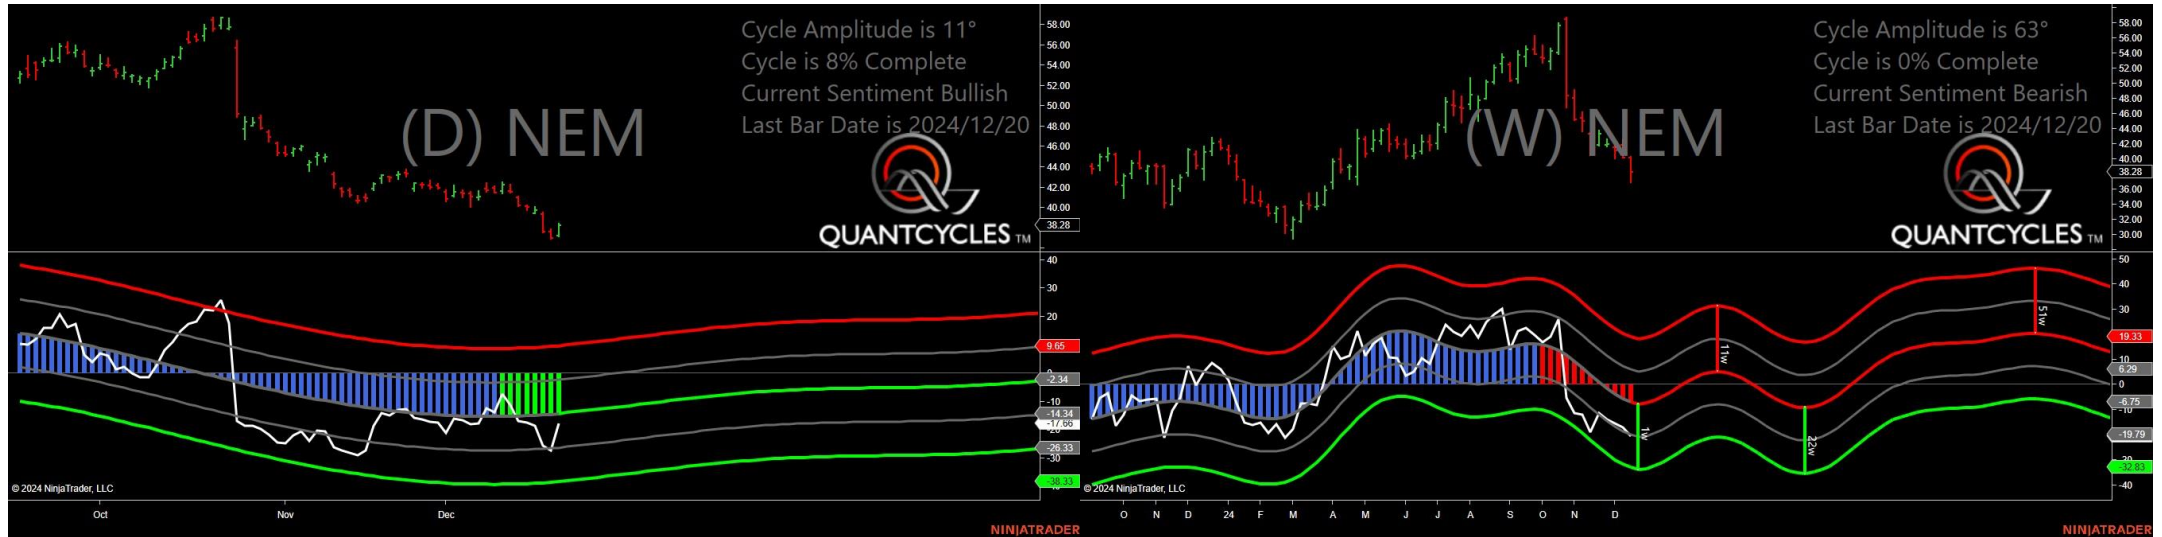 Cycle Amplitude is 11°
Cycle is 8% Complete
Current Sentiment Bullish
Last Bar Date is 2024/12/20
(D) NEM
QUANTCYCLES TM
58.00
56.00
54.00
52.00
50.00
48.00
46.00
44.00
42.00
40.00
38.28
40
30
20
9.65
0
-2.34
-10
-14.34
-17.66
-26.33
-30
-38.33
© 2024 NinjaTrader, LLC
Oct Nov Dec
NINJATRADER
Cycle Amplitude is 63°
Cycle is 0% Complete
Current Sentiment Bearish
Last Bar Date is 2024/12/20
(W) NEM
QUANTCYCLES TM
58.00
56.00
54.00
52.00
50.00
48.00
46.00
44.00
42.00
40.00
38.28
36.00
34.00
32.00
30.00
50
40
30
19.33
10
6.29
0
-6.75
-10
-19.79
-30
-32.83
-40
1w
11w
22w
51w
© 2024 NinjaTrader, LLC
O N D 24 F M A M J J A S O N D
NINJATRADER